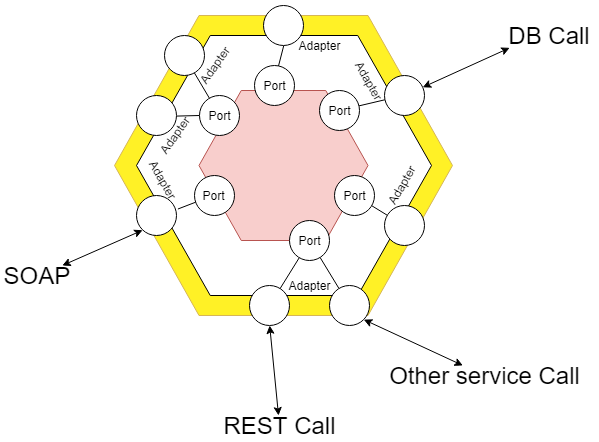 DB Call
Adapter
Adapter
Adapter
Port
Port
Port
Adapter
Adapter
Adapter
Port
Port
Port
SOAP
Adapter
Other service Call
REST Call